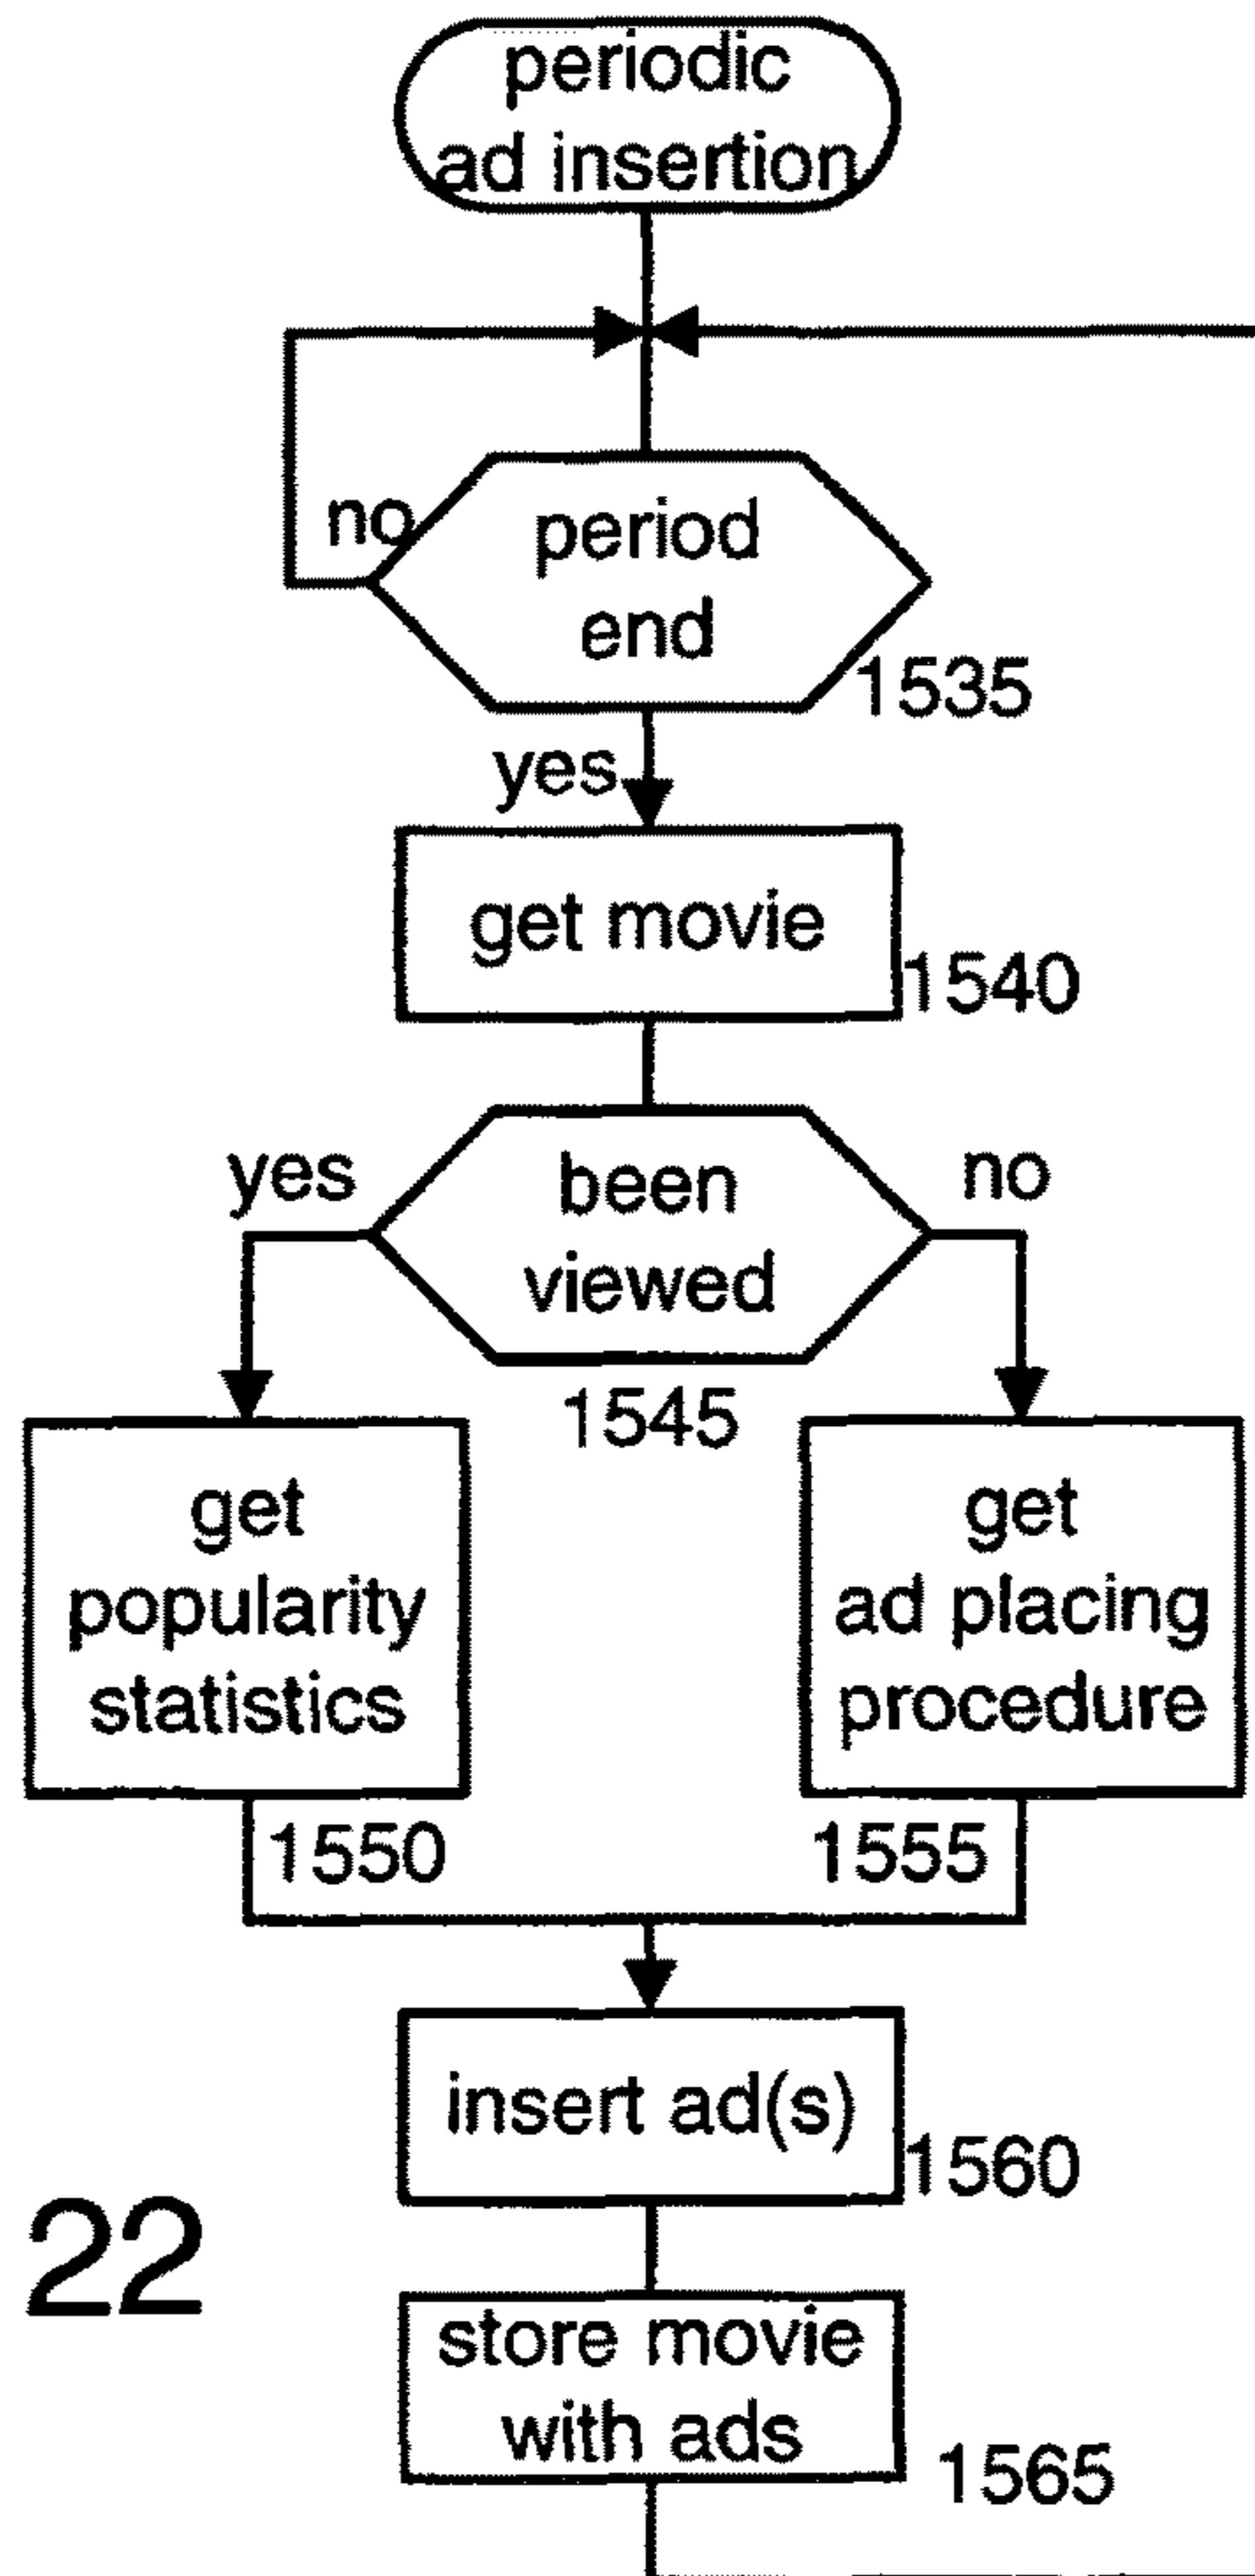 periodic
ad insertion
no
period
end
1535
yes
get movie
1540
yes
been
viewed
no
1545
get
popularity
statistics
get
ad placing
procedure
1550
1555
insert ad(s)
1560
22
store movie
with ads
1565